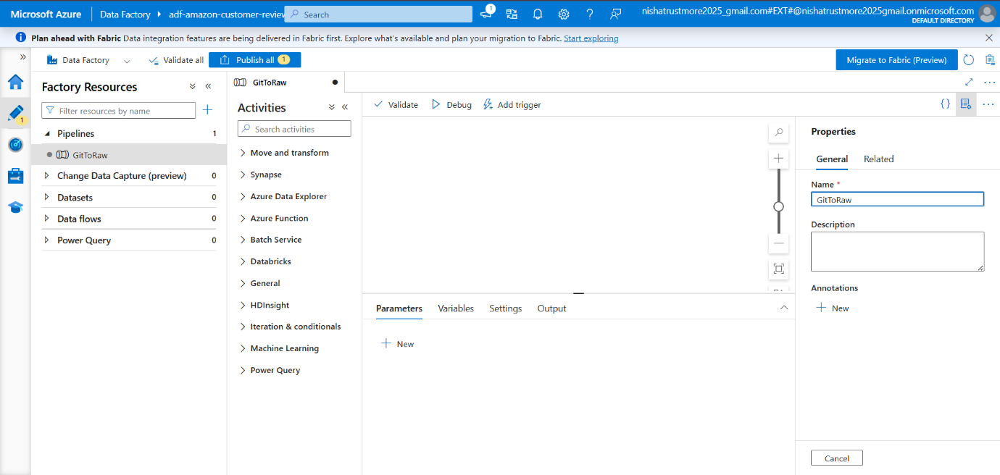 Microsoft Azure
Data Factory
adf-amazon-customer-review
Search
1
nishatrustmore2025_gmail.com#EXT#@nishatrustmore2025gmail.onmicrosoft.com
DEFAULT DIRECTORY
Plan ahead with Fabric Data integration features are being delivered in Fabric first. Explore what's available and plan your migration to Fabric. Start exploring
Data Factory
Validate all
Publish all 1
Migrate to Fabric (Preview)
1
Factory Resources
Filter resources by name
Pipelines 1
GitToRaw
Change Data Capture (preview) 0
Datasets 0
Data flows 0
Power Query 0
GitToRaw
Activities
Search activities
Move and transform
Synapse
Azure Data Explorer
Azure Function
Batch Service
Databricks
General
HDInsight
Iteration & conditionals
Machine Learning
Power Query
Validate
Debug
Add trigger
Parameters
Variables
Settings
Output
New
Properties
General
Related
Name *
GitToRaw
Description
Annotations
New
Cancel